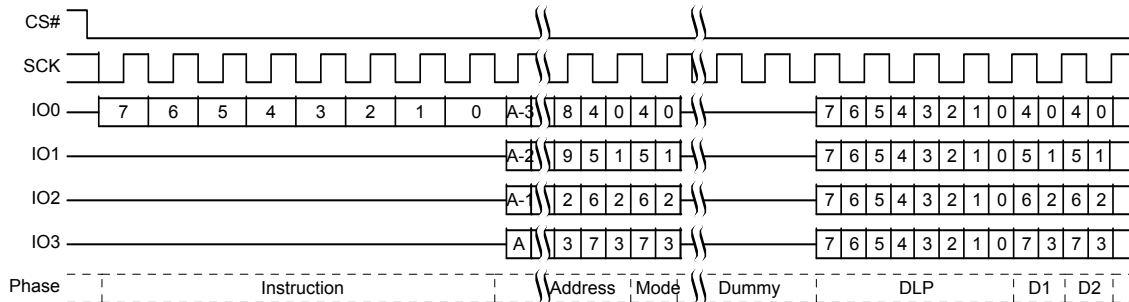 CS#
SCK
IO0 7 6 5 4 3 2 1 0 A-3 8 4 0 4 0 7 6 5 4 3 2 1 0 4 0 4 0
IO1 A-2 9 5 1 5 1 7 6 5 4 3 2 1 0 5 1 5 1
IO2 A-1 2 6 2 6 2 7 6 5 4 3 2 1 0 6 2 6 2
IO3 A 3 7 3 7 3 7 6 5 4 3 2 1 0 7 3 7 3
Phase Instruction Address Mode Dummy DLP D1 D2